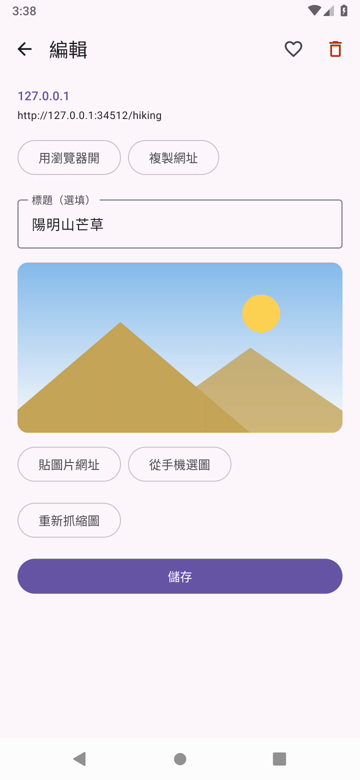 3:38
編輯
127.0.0.1
http://127.0.0.1:34512/hiking
用瀏覽器開
複製網址
標題（選填）
陽明山芒草
貼圖片網址
從手機選圖
重新抓縮圖
儲存